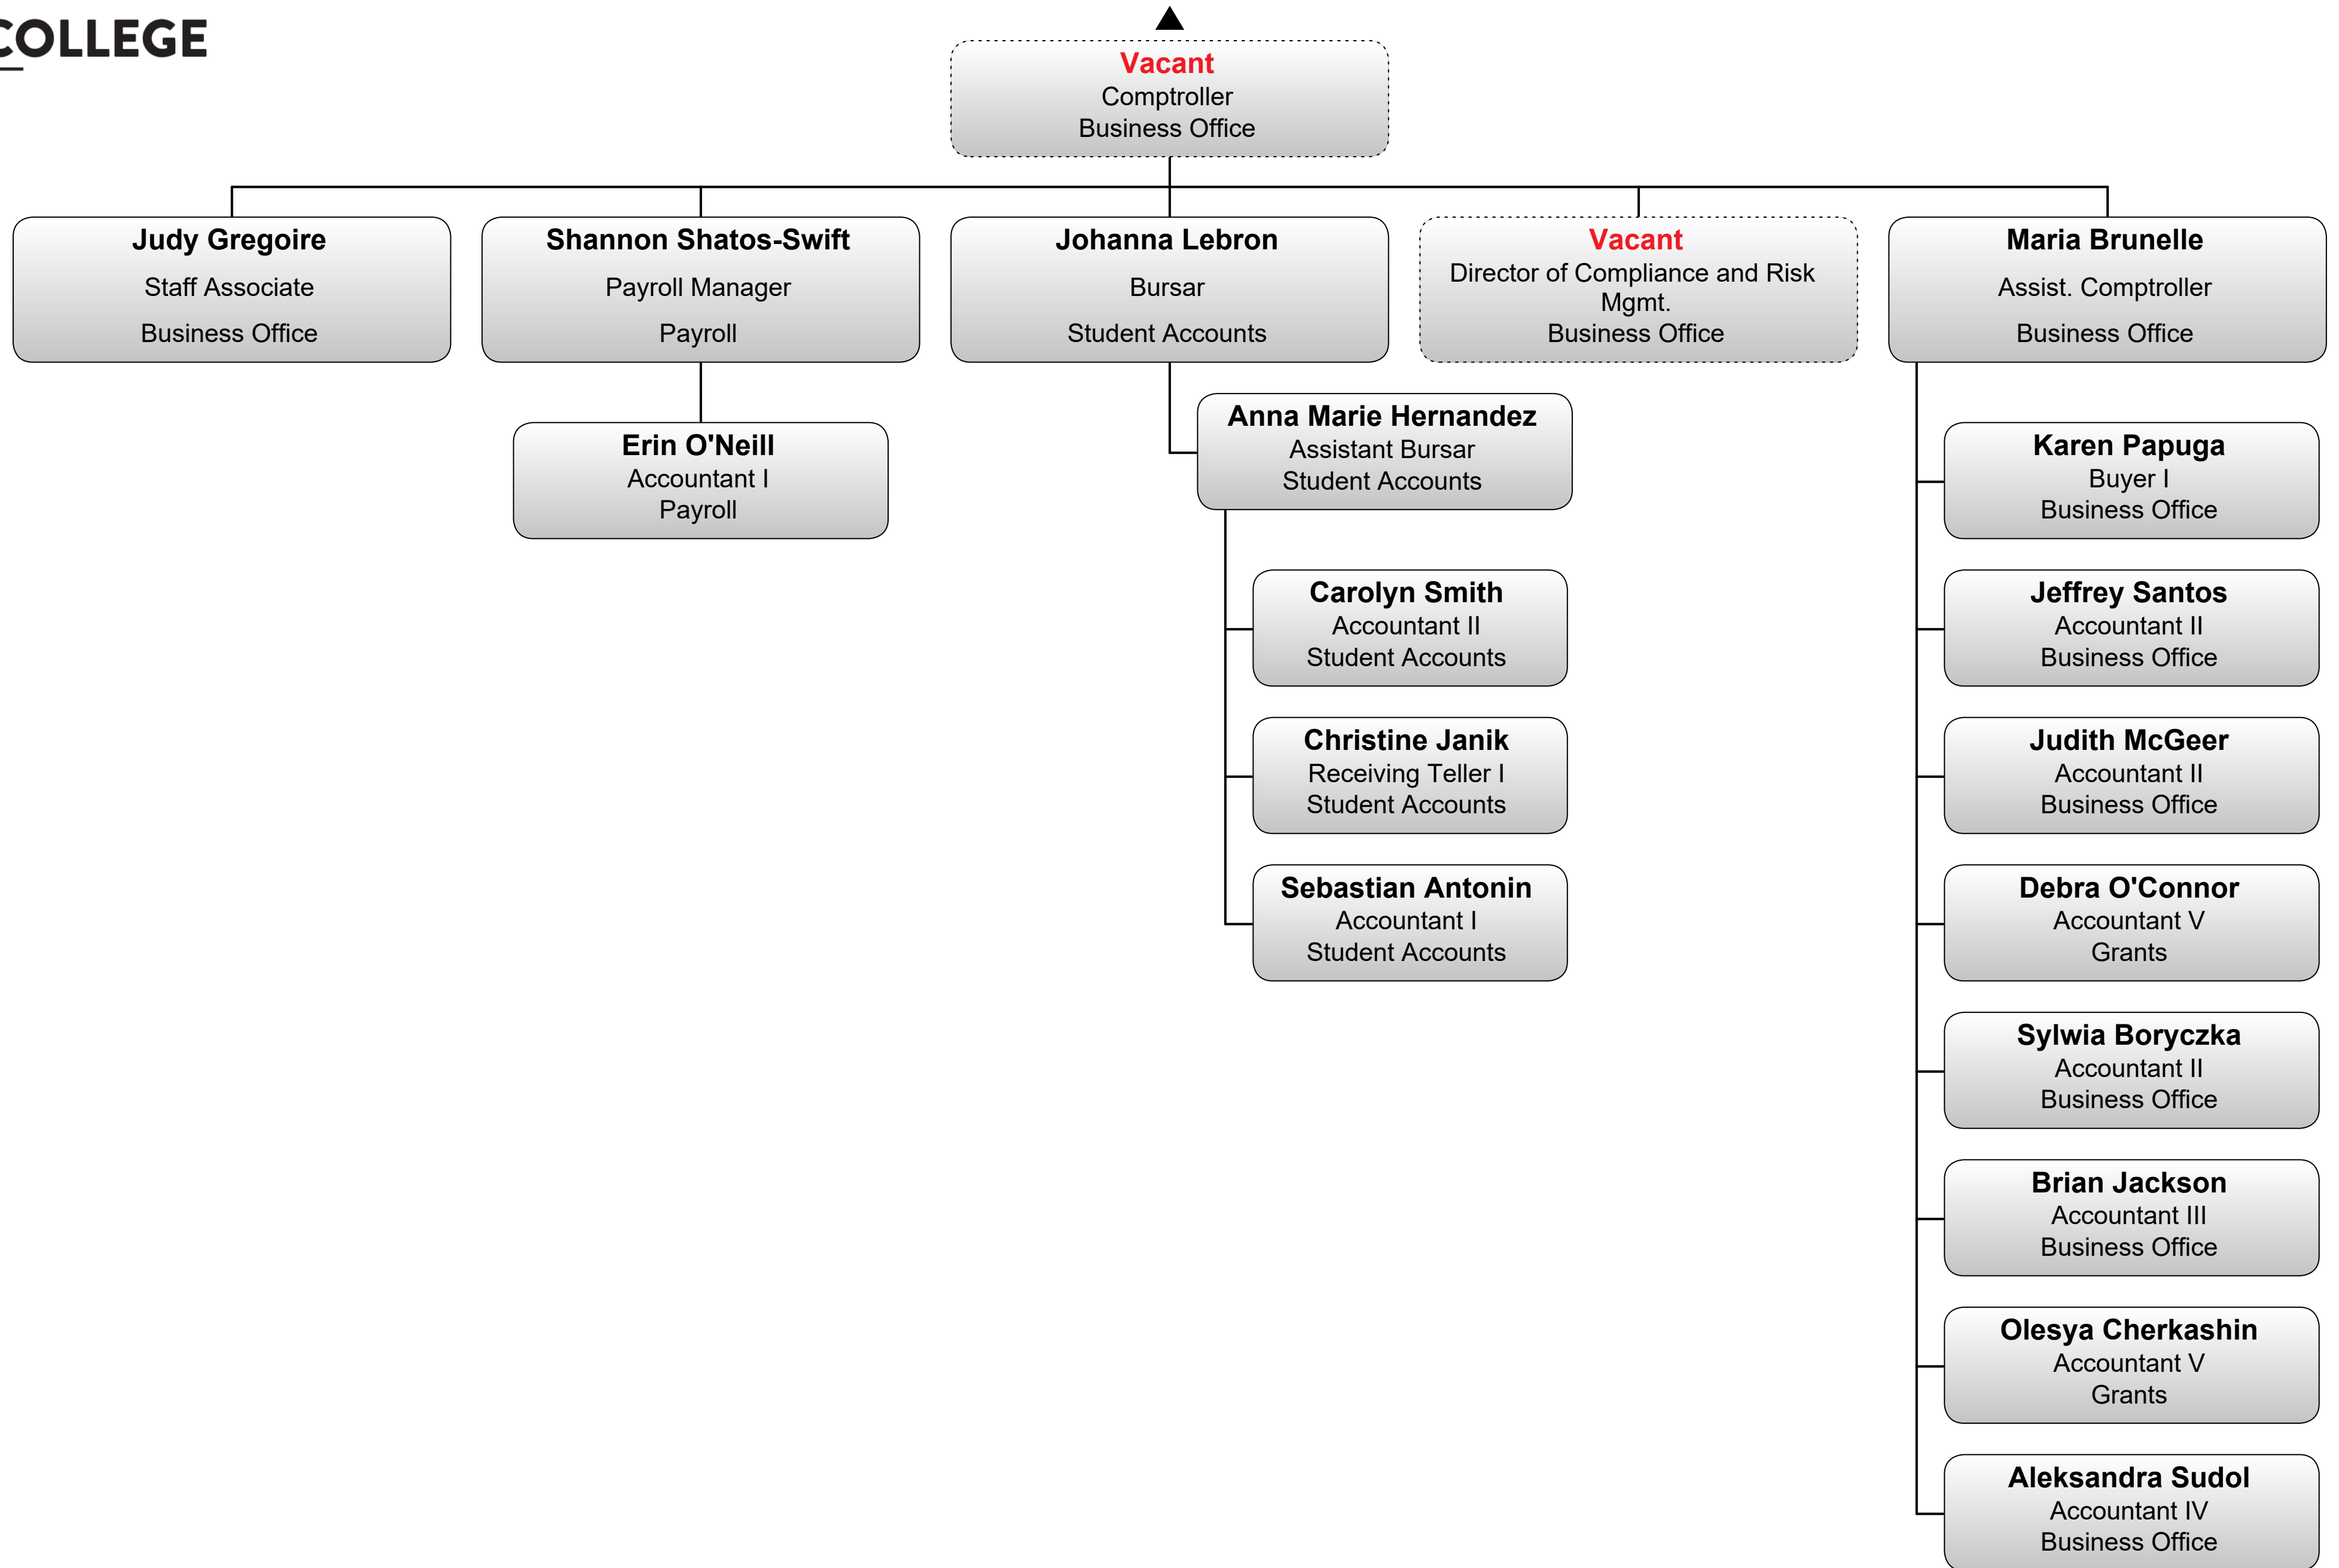 COLLEGE
Vacant
Comptroller
Business Office
Judy Gregoire
Staff Associate
Business Office
Shannon Shatos-Swift
Payroll Manager
Payroll
Johanna Lebron
Bursar
Student Accounts
Vacant
Director of Compliance and Risk
Mgmt.
Business Office
Maria Brunelle
Assist. Comptroller
Business Office
Erin O'Neill
Accountant I
Payroll
Anna Marie Hernandez
Assistant Bursar
Student Accounts
Carolyn Smith
Accountant II
Student Accounts
Christine Janik
Receiving Teller I
Student Accounts
Sebastian Antonin
Accountant I
Student Accounts
Karen Papuga
Buyer I
Business Office
Jeffrey Santos
Accountant II
Business Office
Judith McGeer
Accountant II
Business Office
Debra O'Connor
Accountant V
Grants
Sylwia Boryczka
Accountant II
Business Office
Brian Jackson
Accountant III
Business Office
Olesya Cherkashin
Accountant V
Grants
Aleksandra Sudol
Accountant IV
Business Office